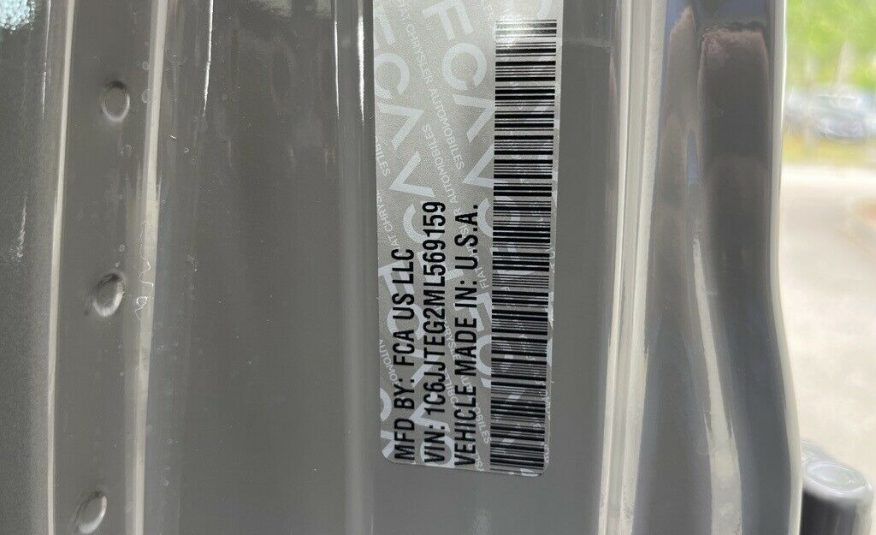 MFD BY: FCA US LLC
VIN: 1C6JJTEG2ML569159
VEHICLE MADE IN: U.S.A.